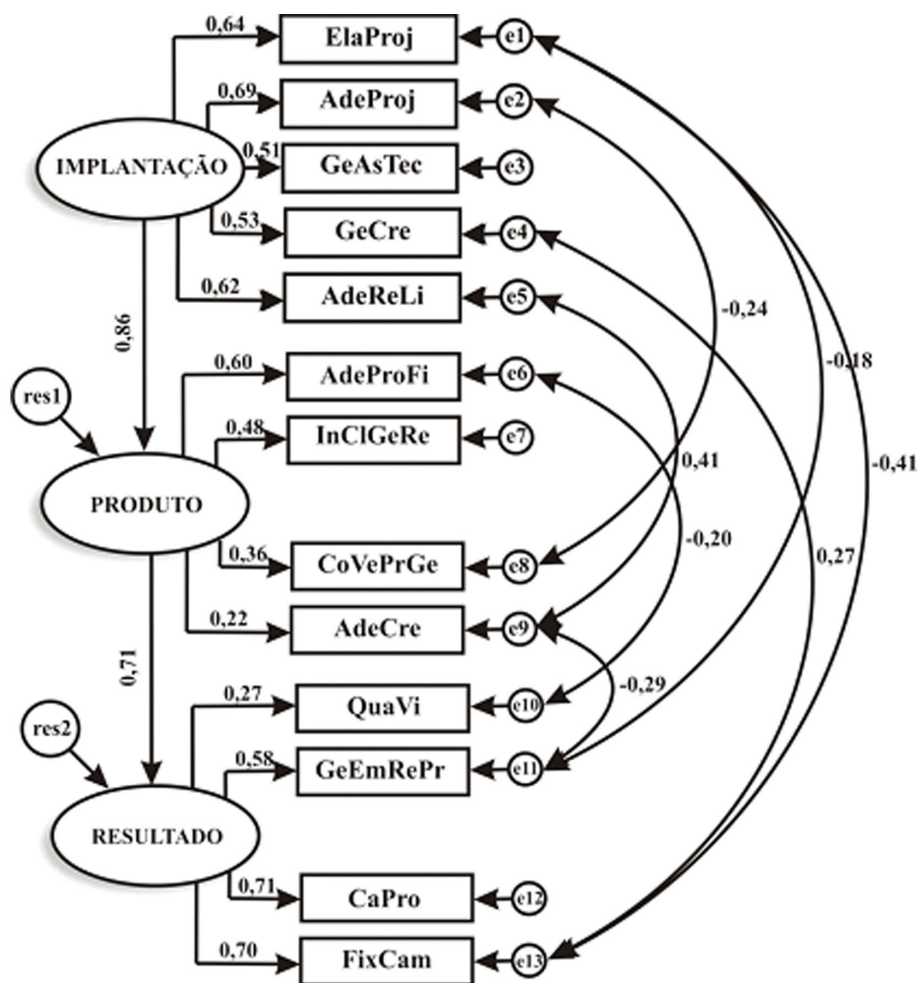 0,64
ElaProj
e1
0,69
AdeProj
e2
IMPLANTAÇÃO
0,51
GeAsTec
e3
0,53
GeCre
e4
0,62
AdeReLi
e5
-0,24
0,86
0,60
AdeProFi
e6
-0,18
res1
0,48
InClGeRe
e7
0,41
-0,41
PRODUTO
-0,20
0,36
CoVePrGe
e8
0,27
0,22
AdeCre
e9
0,71
-0,29
0,27
QuaVi
e10
res2
0,58
GeEmRePr
e11
RESULTADO
0,71
CaPro
e12
0,70
FixCam
e13